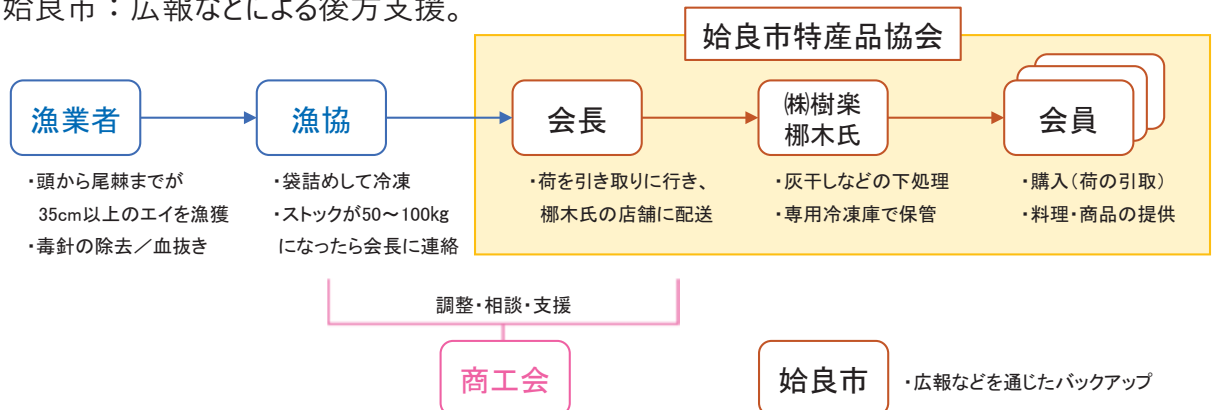 姶良市：広報などによる後方支援。
姶良市特産品協会
漁業者
漁協
会長
㈱樹楽
梛木氏
会員
・頭から尾棘までが
35cm以上のエイを漁獲
・毒針の除去／血抜き
・袋詰めして冷凍
・ストックが50～100kg
になったら会長に連絡
・荷を引き取りに行き、
梛木氏の店舗に配送
・灰干しなどの下処理
・専用冷凍庫で保管
・購入（荷の引取）
・料理・商品の提供
調整・相談・支援
商工会
姶良市
・広報などを通じたバックアップ